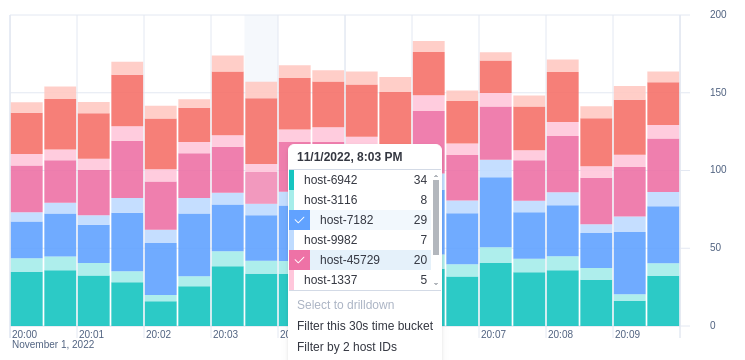 200
150
100
50
0
11/1/2022, 8:03 PM
host-6942 34
host-3116 8
host-7182 29
host-9982 7
host-45729 20
host-1337 5
Select to drilldown
Filter this 30s time bucket
Filter by 2 host IDs
20:00 20:01 20:02 20:03 20:07 20:08 20:09
November 1, 2022